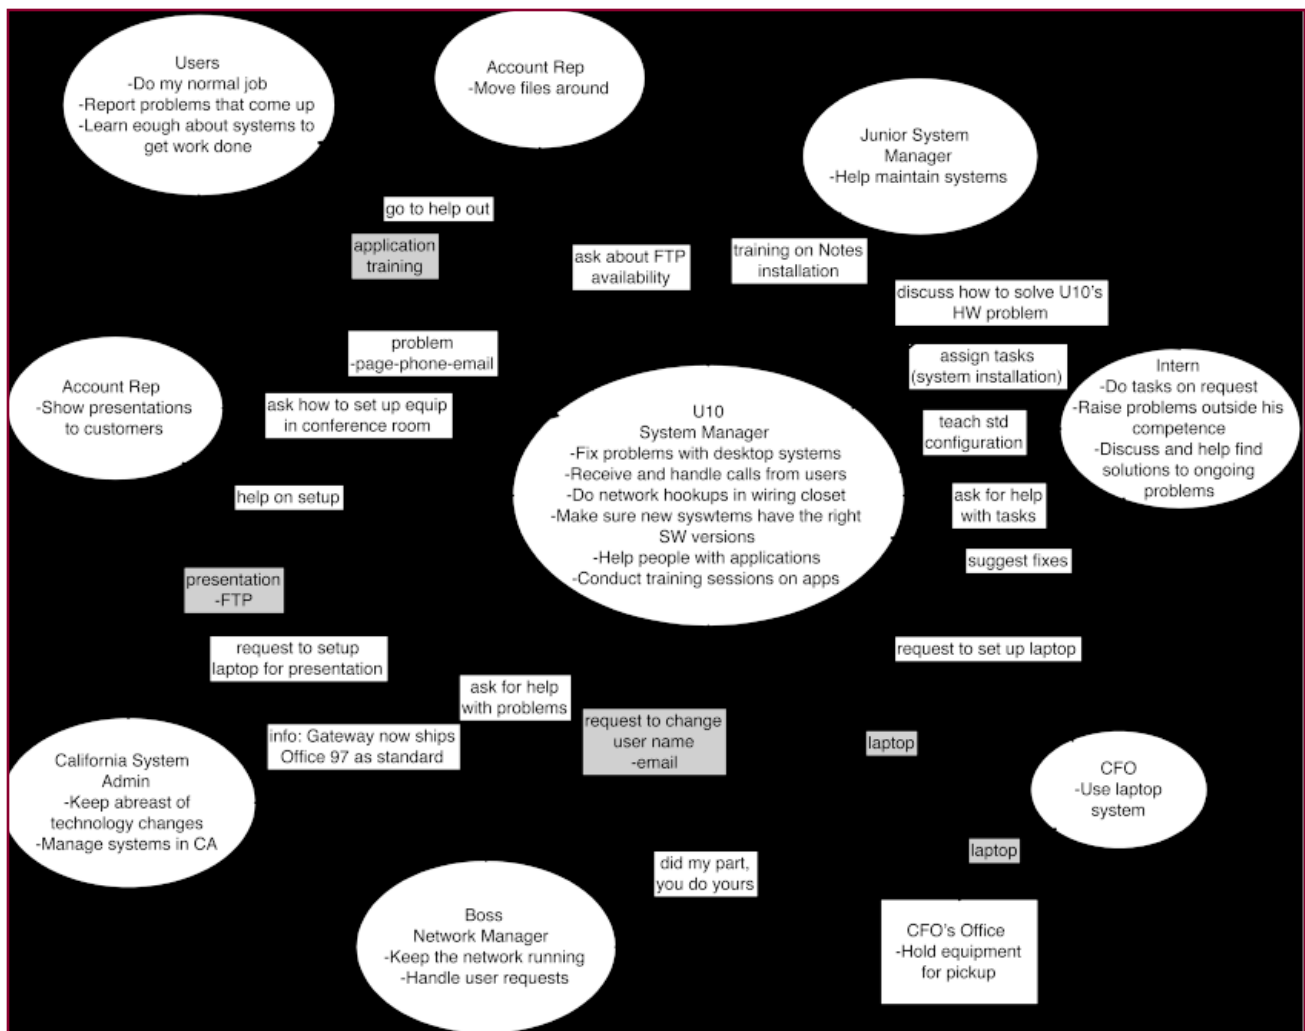 Users
-Do my normal job
-Report problems that come up
-Learn eough about systems to
get work done
Account Rep
-Move files around
Junior System
Manager
-Help maintain systems
go to help out
application
training
ask about FTP
availability
training on Notes
installation
discuss how to solve U10's
HW problem
problem
-page-phone-email
assign tasks
(system installation)
Intern
-Do tasks on request
-Raise problems outside his
competence
-Discuss and help find
solutions to ongoing
problems
Account Rep
-Show presentations
to customers
ask how to set up equip
in conference room
U10
System Manager
-Fix problems with desktop systems
-Receive and handle calls from users
-Do network hookups in wiring closet
-Make sure new syswtems have the right
SW versions
-Help people with applications
-Conduct training sessions on apps
teach std
configuration
help on setup
ask for help
with tasks
suggest fixes
presentation
-FTP
request to setup
laptop for presentation
request to set up laptop
ask for help
with problems
request to change
user name
-email
info: Gateway now ships
Office 97 as standard
laptop
California System
Admin
-Keep abreast of
technology changes
-Manage systems in CA
CFO
-Use laptop
system
laptop
did my part,
you do yours
Boss
Network Manager
-Keep the network running
-Handle user requests
CFO's Office
-Hold equipment
for pickup